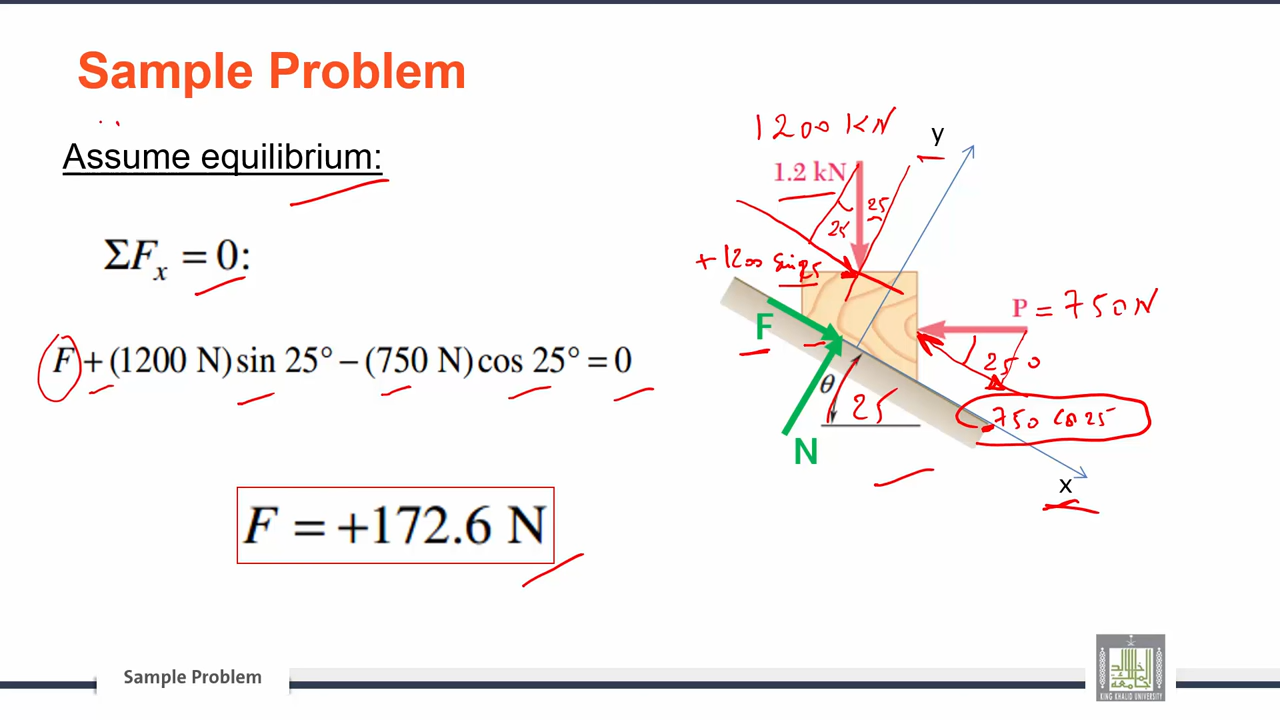 Sample Problem
Assume equilibrium:
ΣFx = 0:
F + (1200 N) sin 25° − (750 N) cos 25° = 0
F = +172.6 N
1200 KN
y
1.2 kN
25
25
+1200 sin 25
P = 750 N
F
25
θ
25
-750 cos 25
N
x
Sample Problem
KING KHALID UNIVERSITY